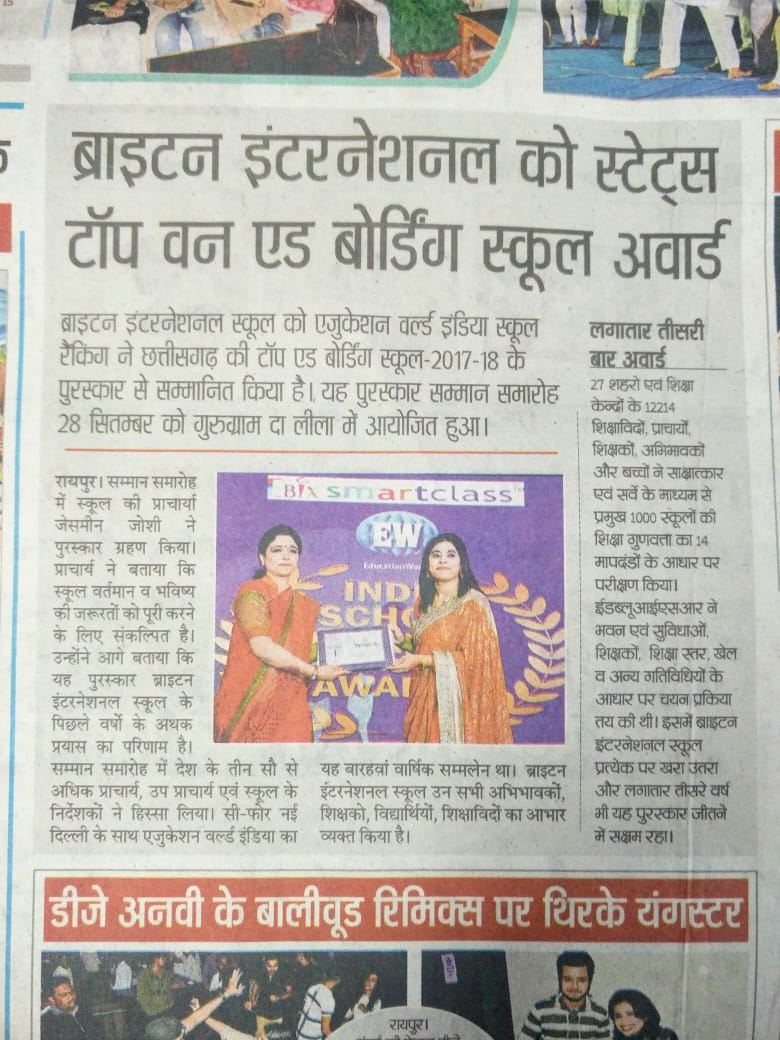 ब्राइटन इंटरनेशनल को स्टेट्स
टॉप वन एड बोर्डिंग स्कूल अवार्ड
ब्राइटन इंटरनेशनल स्कूल को एजुकेशन वर्ल्ड इंडिया स्कूल
रैंकिंग ने छत्तीसगढ़ की टॉप एड बोर्डिंग स्कूल-2017-18 के
पुरस्कार से सम्मानित किया है। यह पुरस्कार सम्मान समारोह
28 सितम्बर को गुरुग्राम दा लीला में आयोजित हुआ।
रायपुर। सम्मान समारोह
में स्कूल की प्राचार्या
जेसमीन जोशी ने
पुरस्कार ग्रहण किया।
प्राचार्य ने बताया कि
स्कूल वर्तमान व भविष्य
की जरूरतों को पूरी करने
के लिए संकल्पित है।
उन्होंने आगे बताया कि
यह पुरस्कार ब्राइटन
इंटरनेशनल स्कूल के
पिछले वर्षो के अथक
प्रयास का परिणाम है।
सम्मान समारोह में देश के तीन सौ से
अधिक प्राचार्य, उप प्राचार्य एवं स्कूल के
निर्देशकों ने हिस्सा लिया। सी-फोर नई
दिल्ली के साथ एजुकेशन वर्ल्ड इंडिया का
smartclass
EW
EducationWorld
INDI
SCHO
AWA
यह बारहवां वार्षिक सम्मलेन था। ब्राइटन
इंटरनेशनल स्कूल उन सभी अभिभावकों,
शिक्षको, विद्यार्थियों, शिक्षाविदों का आभार
व्यक्त किया है।
लगातार तीसरी
बार अवार्ड
27 शहरो एवं शिक्षा
केन्द्रों के 12214
शिक्षाविदों, प्राचार्यो,
शिक्षकों, अभिभावकों
और बच्चों ने साक्षात्कार
एवं सर्वे के माध्यम से
प्रमुख 1000 स्कूलों की
शिक्षा गुणवत्ता का 14
मापदंडों के आधार पर
परीक्षण किया।
ईडब्लूआईएसआर ने
भवन एवं सुविधाओं,
शिक्षकों, शिक्षा स्तर, खेल
व अन्य गतिविधियों के
आधार पर चयन प्रकिया
तय की थी। इसमें ब्राइटन
इंटरनेशनल स्कूल
प्रत्येक पर खरा उतरा
और लगातार तीसरे वर्ष
भी यह पुरस्कार जीतने
में सक्षम रहा।
डीजे अनवी के बालीवूड रिमिक्स पर थिरके यंगस्टर
रायपुर।